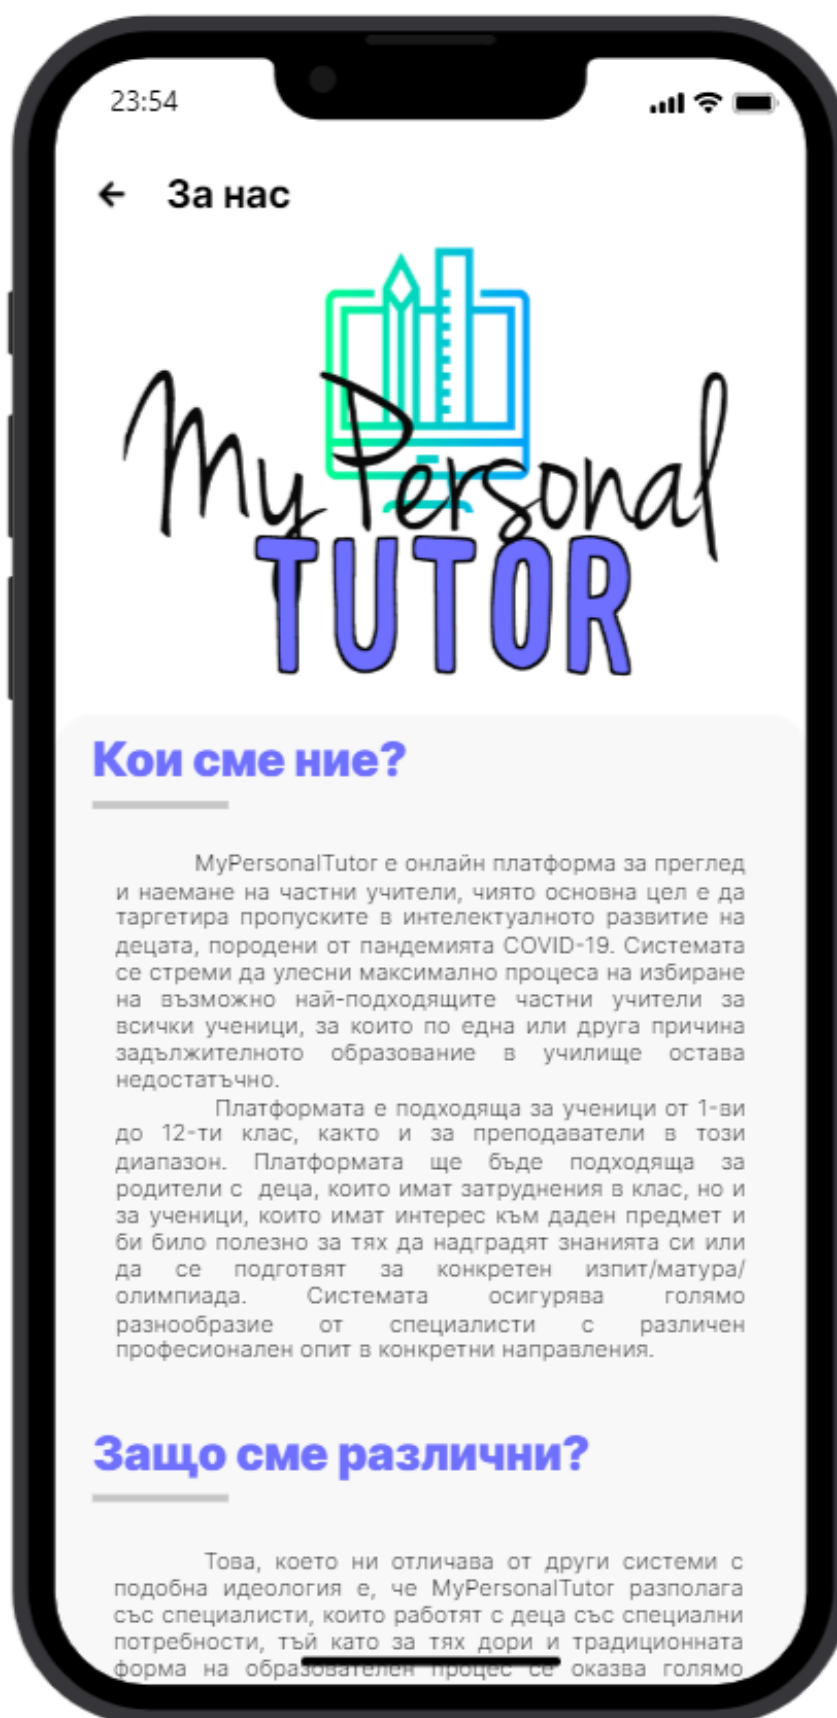 23:54
За нас
My Personal
TUTOR
Кои сме ние?
MyPersonalTutor е онлайн платформа за преглед
и наемане на частни учители, чиято основна цел е да
таргетира пропуските в интелектуалното развитие на
децата, породени от пандемията COVID-19. Системата
се стреми да улесни максимално процеса на избиране
на възможно най-подходящите частни учители за
всички ученици, за които по една или друга причина
задължителното образование в училище остава
недостатъчно.
Платформата е подходяща за ученици от 1-ви
до 12-ти клас, както и за преподаватели в този
диапазон. Платформата ще бъде подходяща за
родители с деца, които имат затруднения в клас, но и
за ученици, които имат интерес към даден предмет и
би било полезно за тях да надградят знанията си или
да се подготвят за конкретен изпит/матура/
олимпиада. Системата осигурява голямо
разнообразие от специалисти с различен
професионален опит в конкретни направления.
Защо сме различни?
Това, което ни отличава от други системи с
подобна идеология е, че MyPersonalTutor разполага
със специалисти, които работят с деца със специални
потребности, тъй като за тях дори и традиционната
форма на образователен процес се оказва голямо